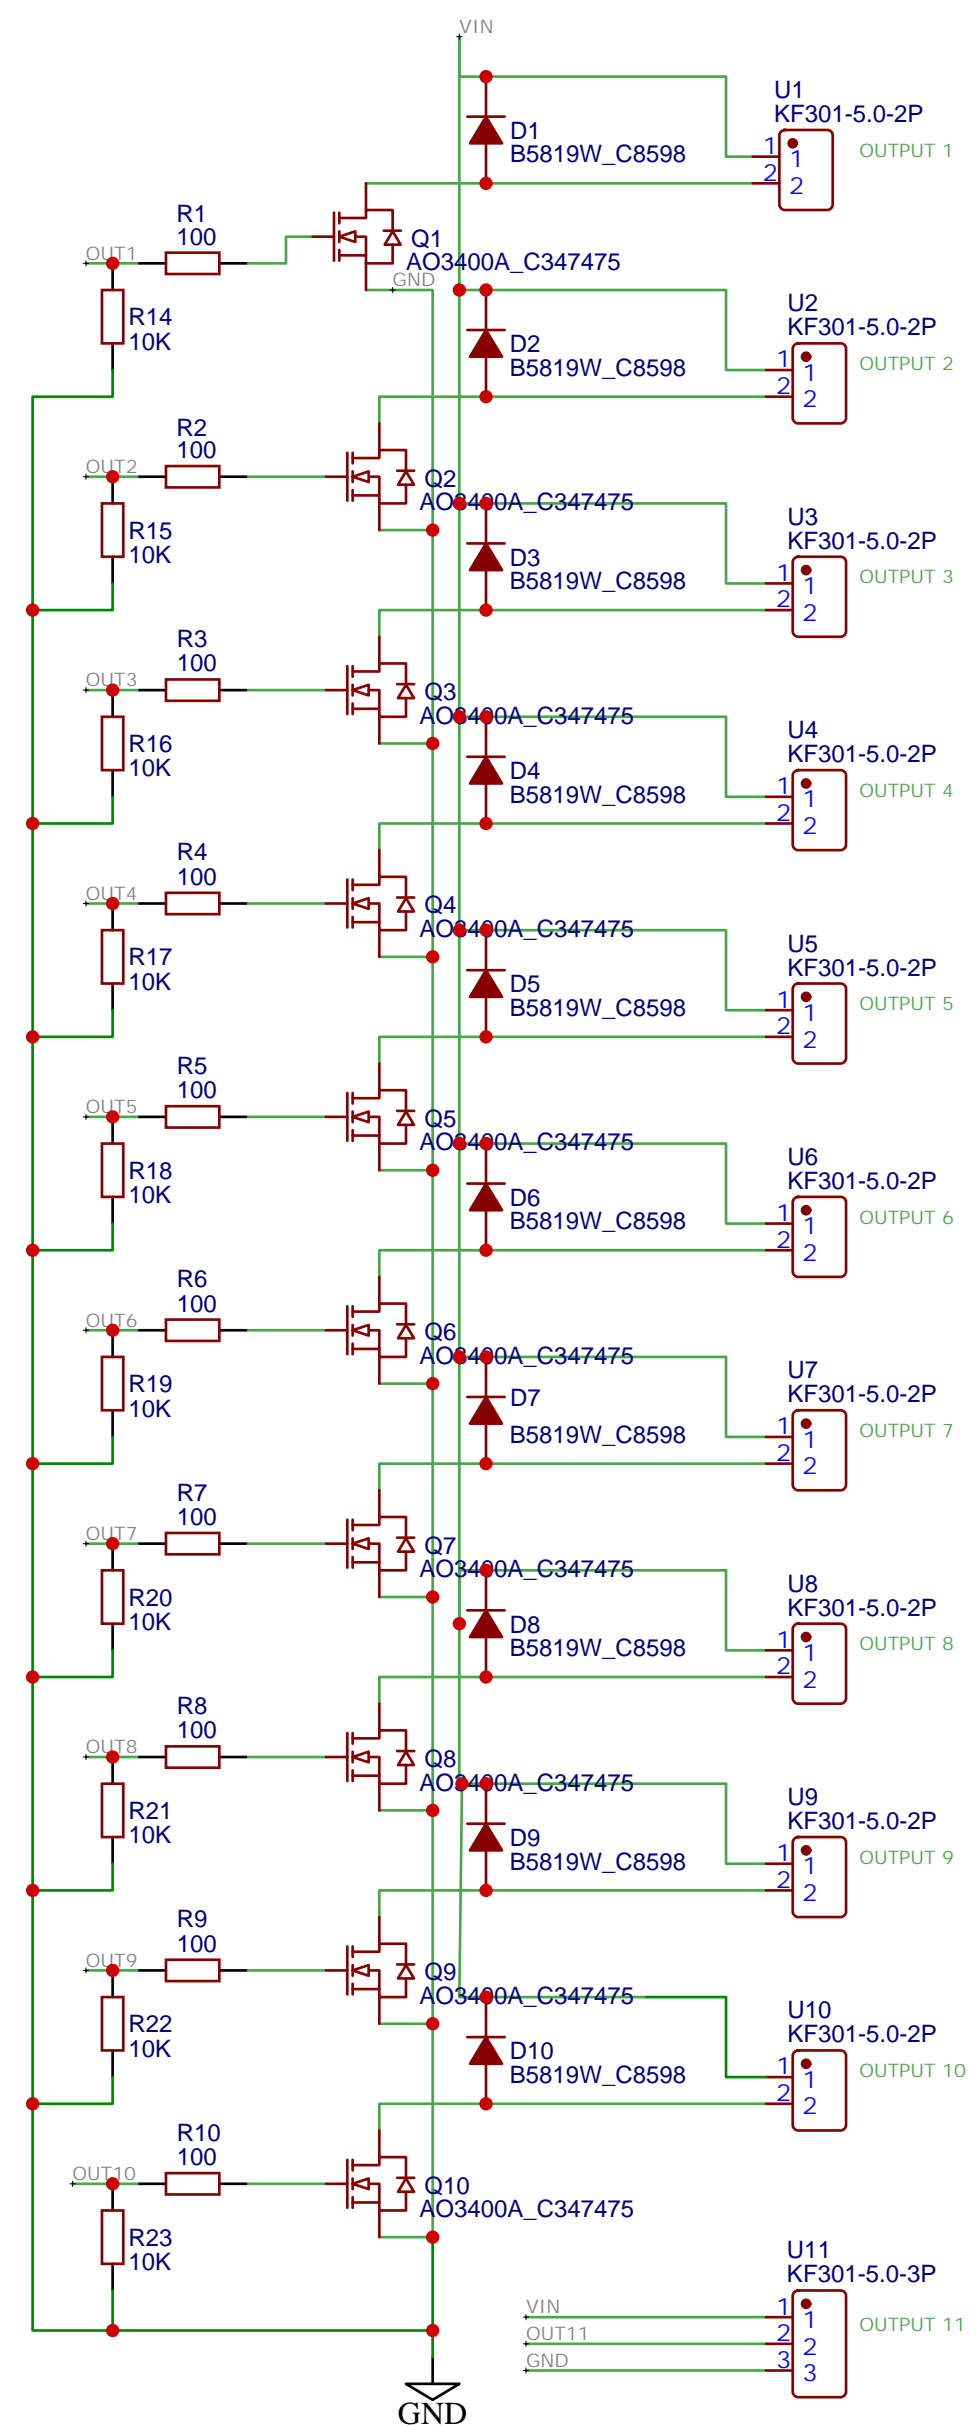 VIN
U1
KF301-5.0-2P
OUTPUT 1
1
1
2
2
D1
B5819W_C8598
R1
100
OUT1
Q1
AO3400A_C347475
GND
R14
10K
U2
KF301-5.0-2P
OUTPUT 2
1
1
2
2
D2
B5819W_C8598
R2
100
OUT2
Q2
AO3400A_C347475
R15
10K
U3
KF301-5.0-2P
OUTPUT 3
1
1
2
2
D3
B5819W_C8598
R3
100
OUT3
Q3
AO3400A_C347475
R16
10K
U4
KF301-5.0-2P
OUTPUT 4
1
1
2
2
D4
B5819W_C8598
R4
100
OUT4
Q4
AO3400A_C347475
R17
10K
U5
KF301-5.0-2P
OUTPUT 5
1
1
2
2
D5
B5819W_C8598
R5
100
OUT5
Q5
AO3400A_C347475
R18
10K
U6
KF301-5.0-2P
OUTPUT 6
1
1
2
2
D6
B5819W_C8598
R6
100
OUT6
Q6
AO3400A_C347475
R19
10K
U7
KF301-5.0-2P
OUTPUT 7
1
1
2
2
D7
B5819W_C8598
R7
100
OUT7
Q7
AO3400A_C347475
R20
10K
U8
KF301-5.0-2P
OUTPUT 8
1
1
2
2
D8
B5819W_C8598
R8
100
OUT8
Q8
AO3400A_C347475
R21
10K
U9
KF301-5.0-2P
OUTPUT 9
1
1
2
2
D9
B5819W_C8598
R9
100
OUT9
Q9
AO3400A_C347475
R22
10K
U10
KF301-5.0-2P
OUTPUT 10
1
1
2
2
D10
B5819W_C8598
R10
100
OUT10
Q10
AO3400A_C347475
R23
10K
U11
KF301-5.0-3P
OUTPUT 11
VIN
1
1
OUT11
2
2
GND
3
3
GND